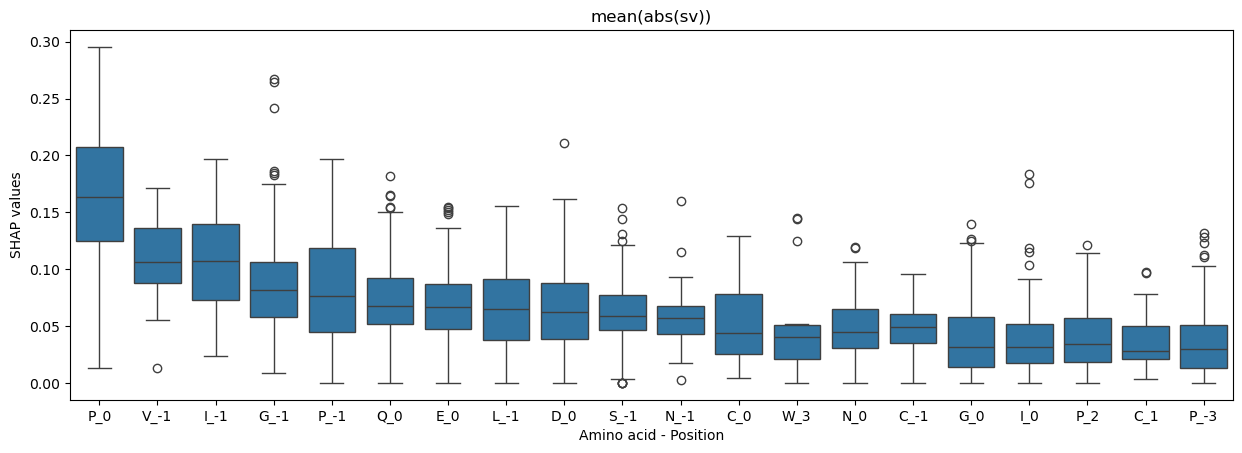 mean(abs(sv))
SHAP values
0.30
0.25
0.20
0.15
0.10
0.05
0.00
P_0 V_-1 I_-1 G_-1 P_-1 Q_0 E_0 L_-1 D_0 S_-1 N_-1 C_0 W_3 N_0 C_-1 G_0 I_0 P_2 C_1 P_-3
Amino acid - Position